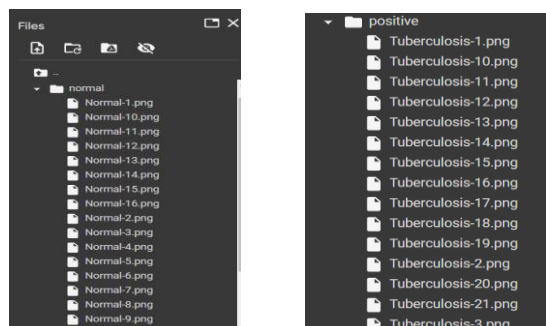 Files
..
normal
Normal-1.png
Normal-10.png
Normal-11.png
Normal-12.png
Normal-13.png
Normal-14.png
Normal-15.png
Normal-16.png
Normal-2.png
Normal-3.png
Normal-4.png
Normal-5.png
Normal-6.png
Normal-7.png
Normal-8.png
Normal-9.png
positive
Tuberculosis-1.png
Tuberculosis-10.png
Tuberculosis-11.png
Tuberculosis-12.png
Tuberculosis-13.png
Tuberculosis-14.png
Tuberculosis-15.png
Tuberculosis-16.png
Tuberculosis-17.png
Tuberculosis-18.png
Tuberculosis-19.png
Tuberculosis-2.png
Tuberculosis-20.png
Tuberculosis-21.png
Tuberculosis-3.png